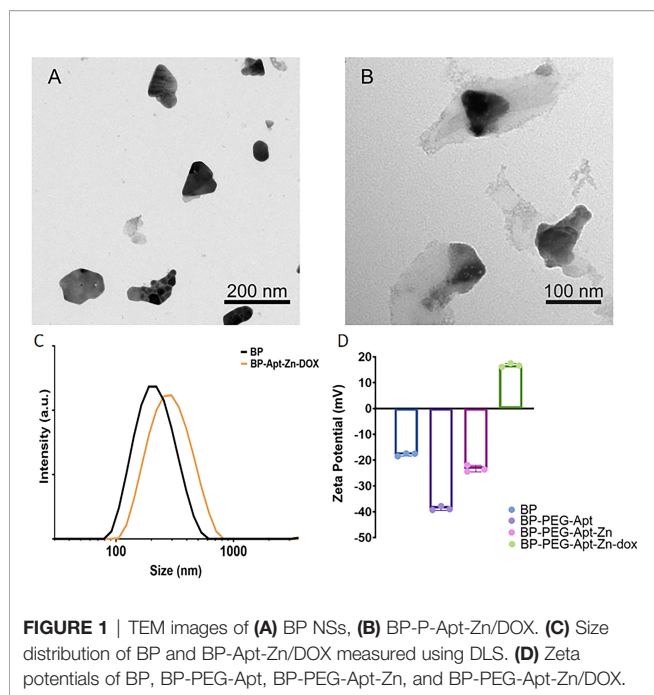 A
200 nm
B
100 nm
C
BP
BP-Apt-Zn-DOX
Intensity (a.u.)
100
1000
Size (nm)
D
20
10
0
-10
-20
-30
-40
-50
Zeta Potential (mV)
BP
BP-PEG-Apt
BP-PEG-Apt-Zn
BP-PEG-Apt-Zn-dox
FIGURE 1 | TEM images of (A) BP NSs, (B) BP-P-Apt-Zn/DOX. (C) Size
distribution of BP and BP-Apt-Zn/DOX measured using DLS. (D) Zeta
potentials of BP, BP-PEG-Apt, BP-PEG-Apt-Zn, and BP-PEG-Apt-Zn/DOX.